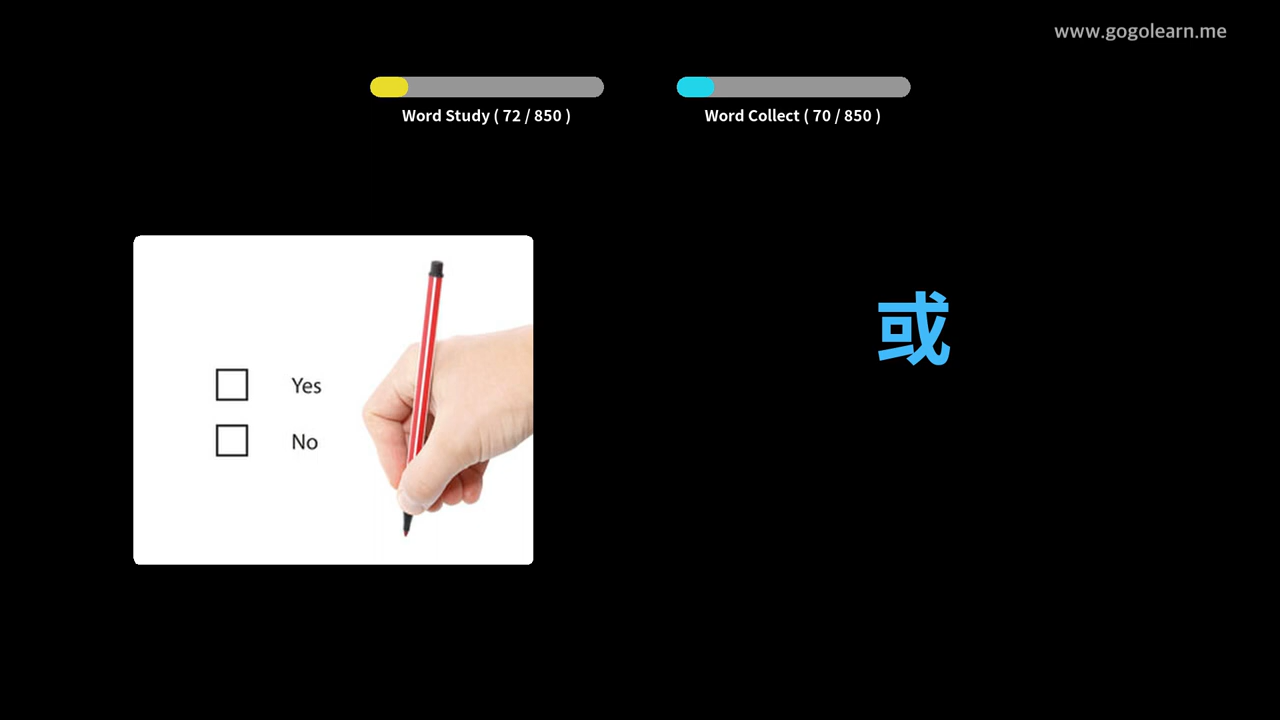 www.gogolearn.me
Word Study ( 72 / 850 )
Word Collect ( 70 / 850 )
Yes
No
或